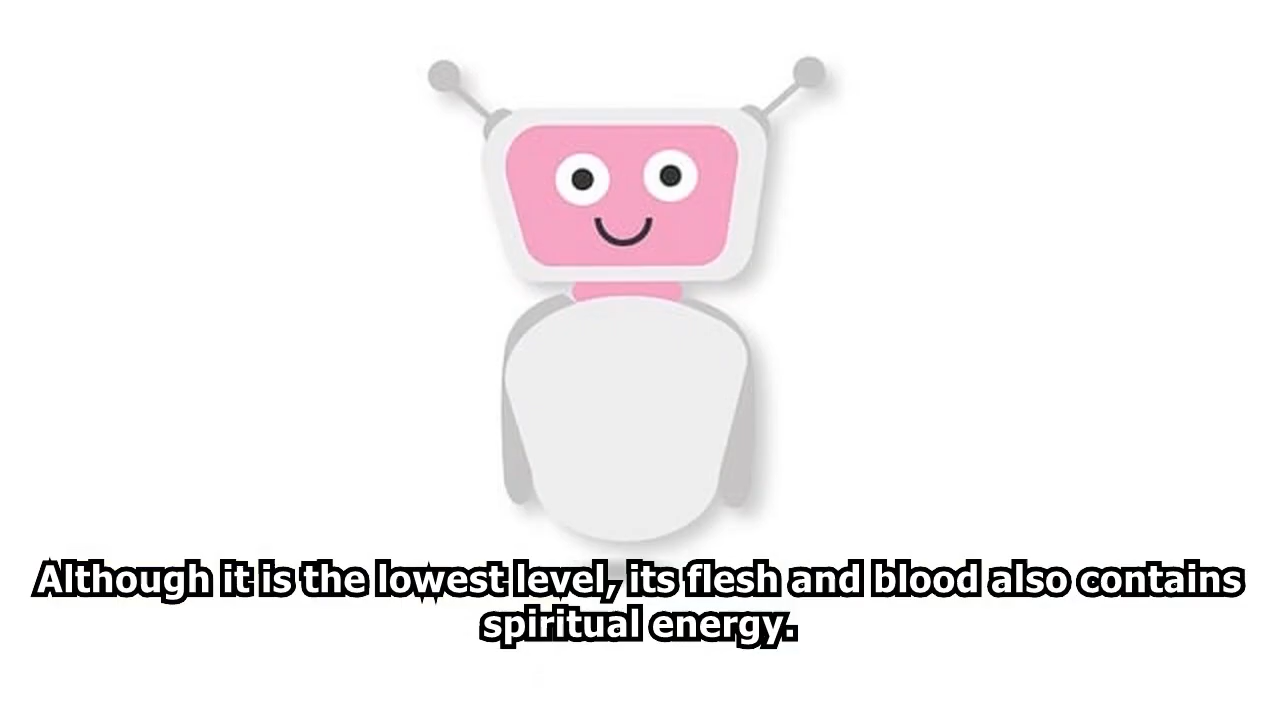 Although it is the lowest level, its flesh and blood also contains
spiritual energy.